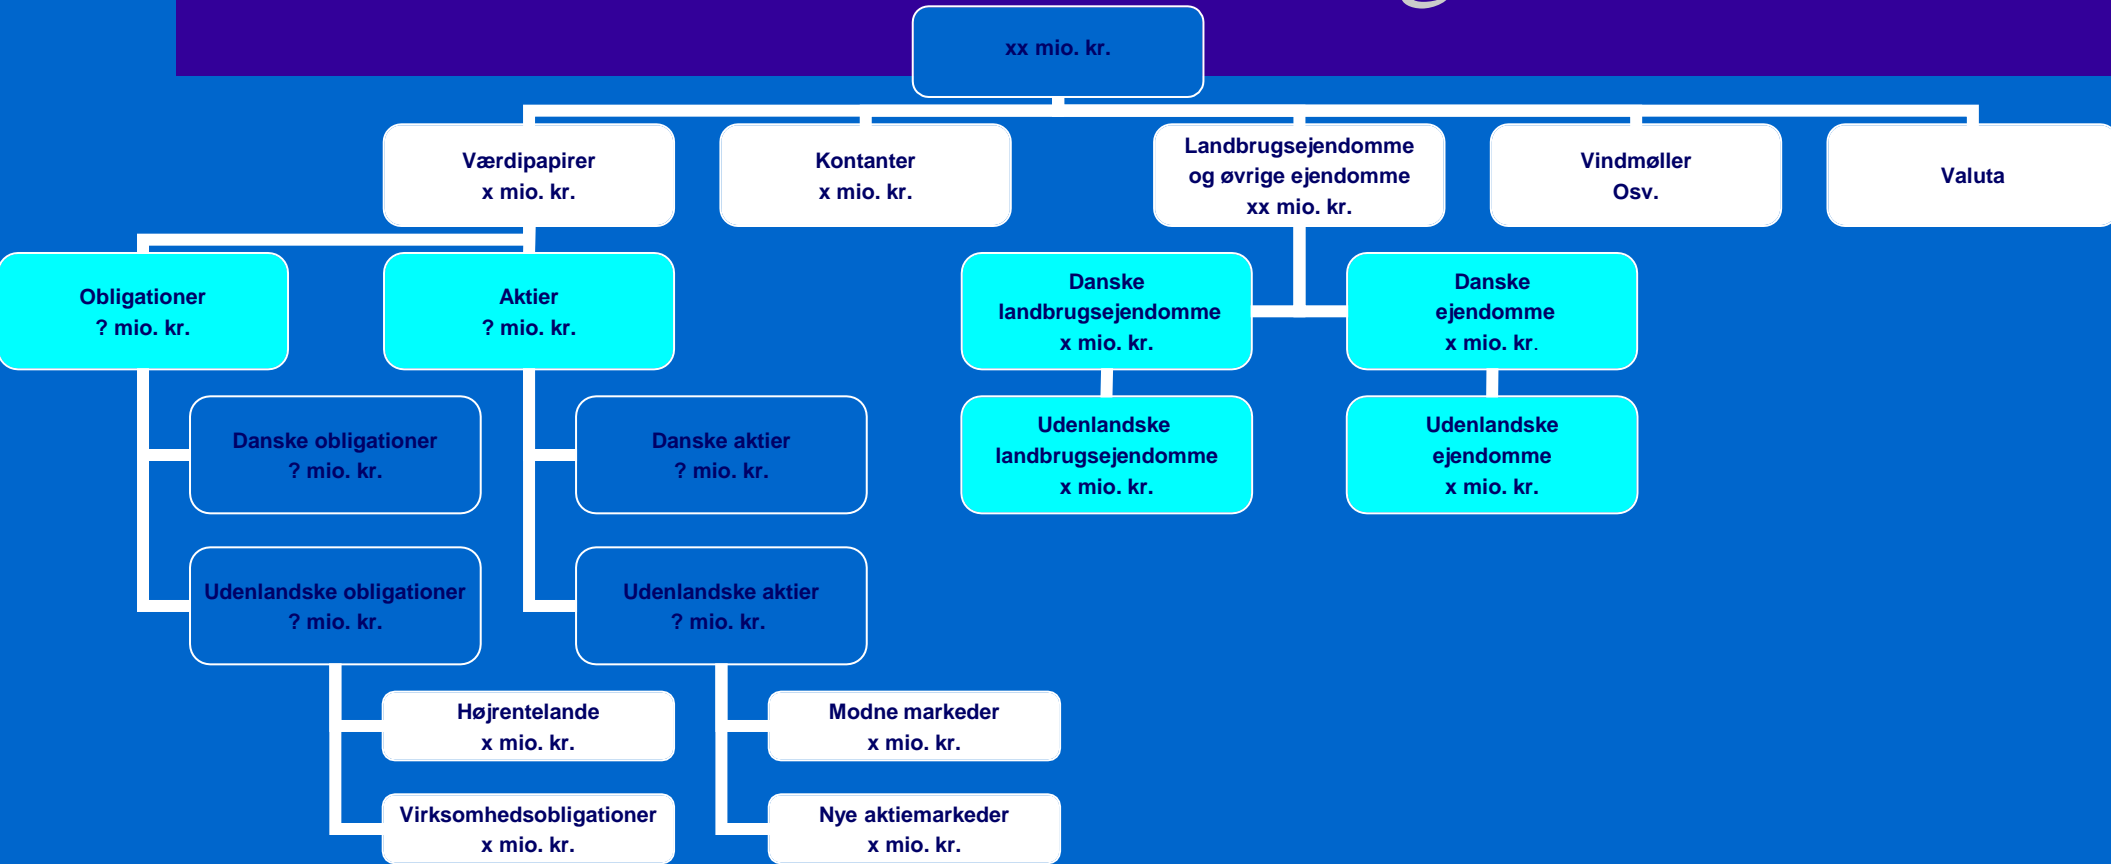 xx mio. kr.
Værdipapirer
x mio. kr.
Kontanter
x mio. kr.
Landbrugsejendomme
og øvrige ejendomme
xx mio. kr.
Vindmøller
Osv.
Valuta
Obligationer
? mio. kr.
Aktier
? mio. kr.
Danske
landbrugsejendomme
x mio. kr.
Danske
ejendomme
x mio. kr.
Danske obligationer
? mio. kr.
Danske aktier
? mio. kr.
Udenlandske
landbrugsejendomme
x mio. kr.
Udenlandske
ejendomme
x mio. kr.
Udenlandske obligationer
? mio. kr.
Udenlandske aktier
? mio. kr.
Højrentelande
x mio. kr.
Modne markeder
x mio. kr.
Virksomhedsobligationer
x mio. kr.
Nye aktiemarkeder
x mio. kr.